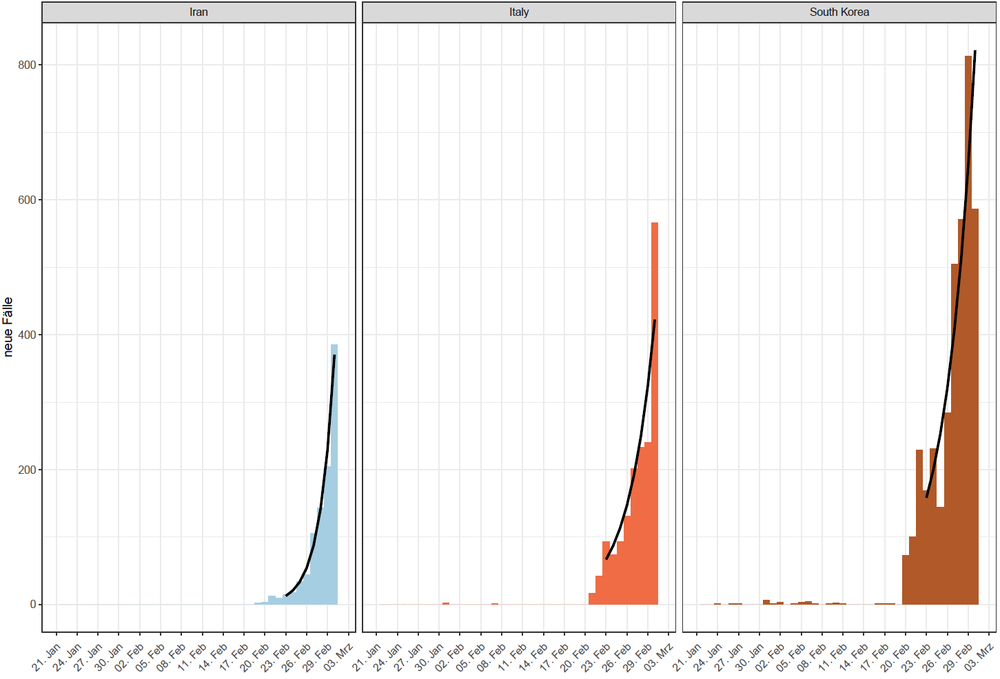 Iran
Italy
South Korea
neue Fälle
800
600
400
200
0
21. Jan
24. Jan
27. Jan
30. Jan
02. Feb
05. Feb
08. Feb
11. Feb
14. Feb
17. Feb
20. Feb
23. Feb
26. Feb
29. Feb
03. Mrz
21. Jan
24. Jan
27. Jan
30. Jan
02. Feb
05. Feb
08. Feb
11. Feb
14. Feb
17. Feb
20. Feb
23. Feb
26. Feb
29. Feb
03. Mrz
21. Jan
24. Jan
27. Jan
30. Jan
02. Feb
05. Feb
08. Feb
11. Feb
14. Feb
17. Feb
20. Feb
23. Feb
26. Feb
29. Feb
03. Mrz